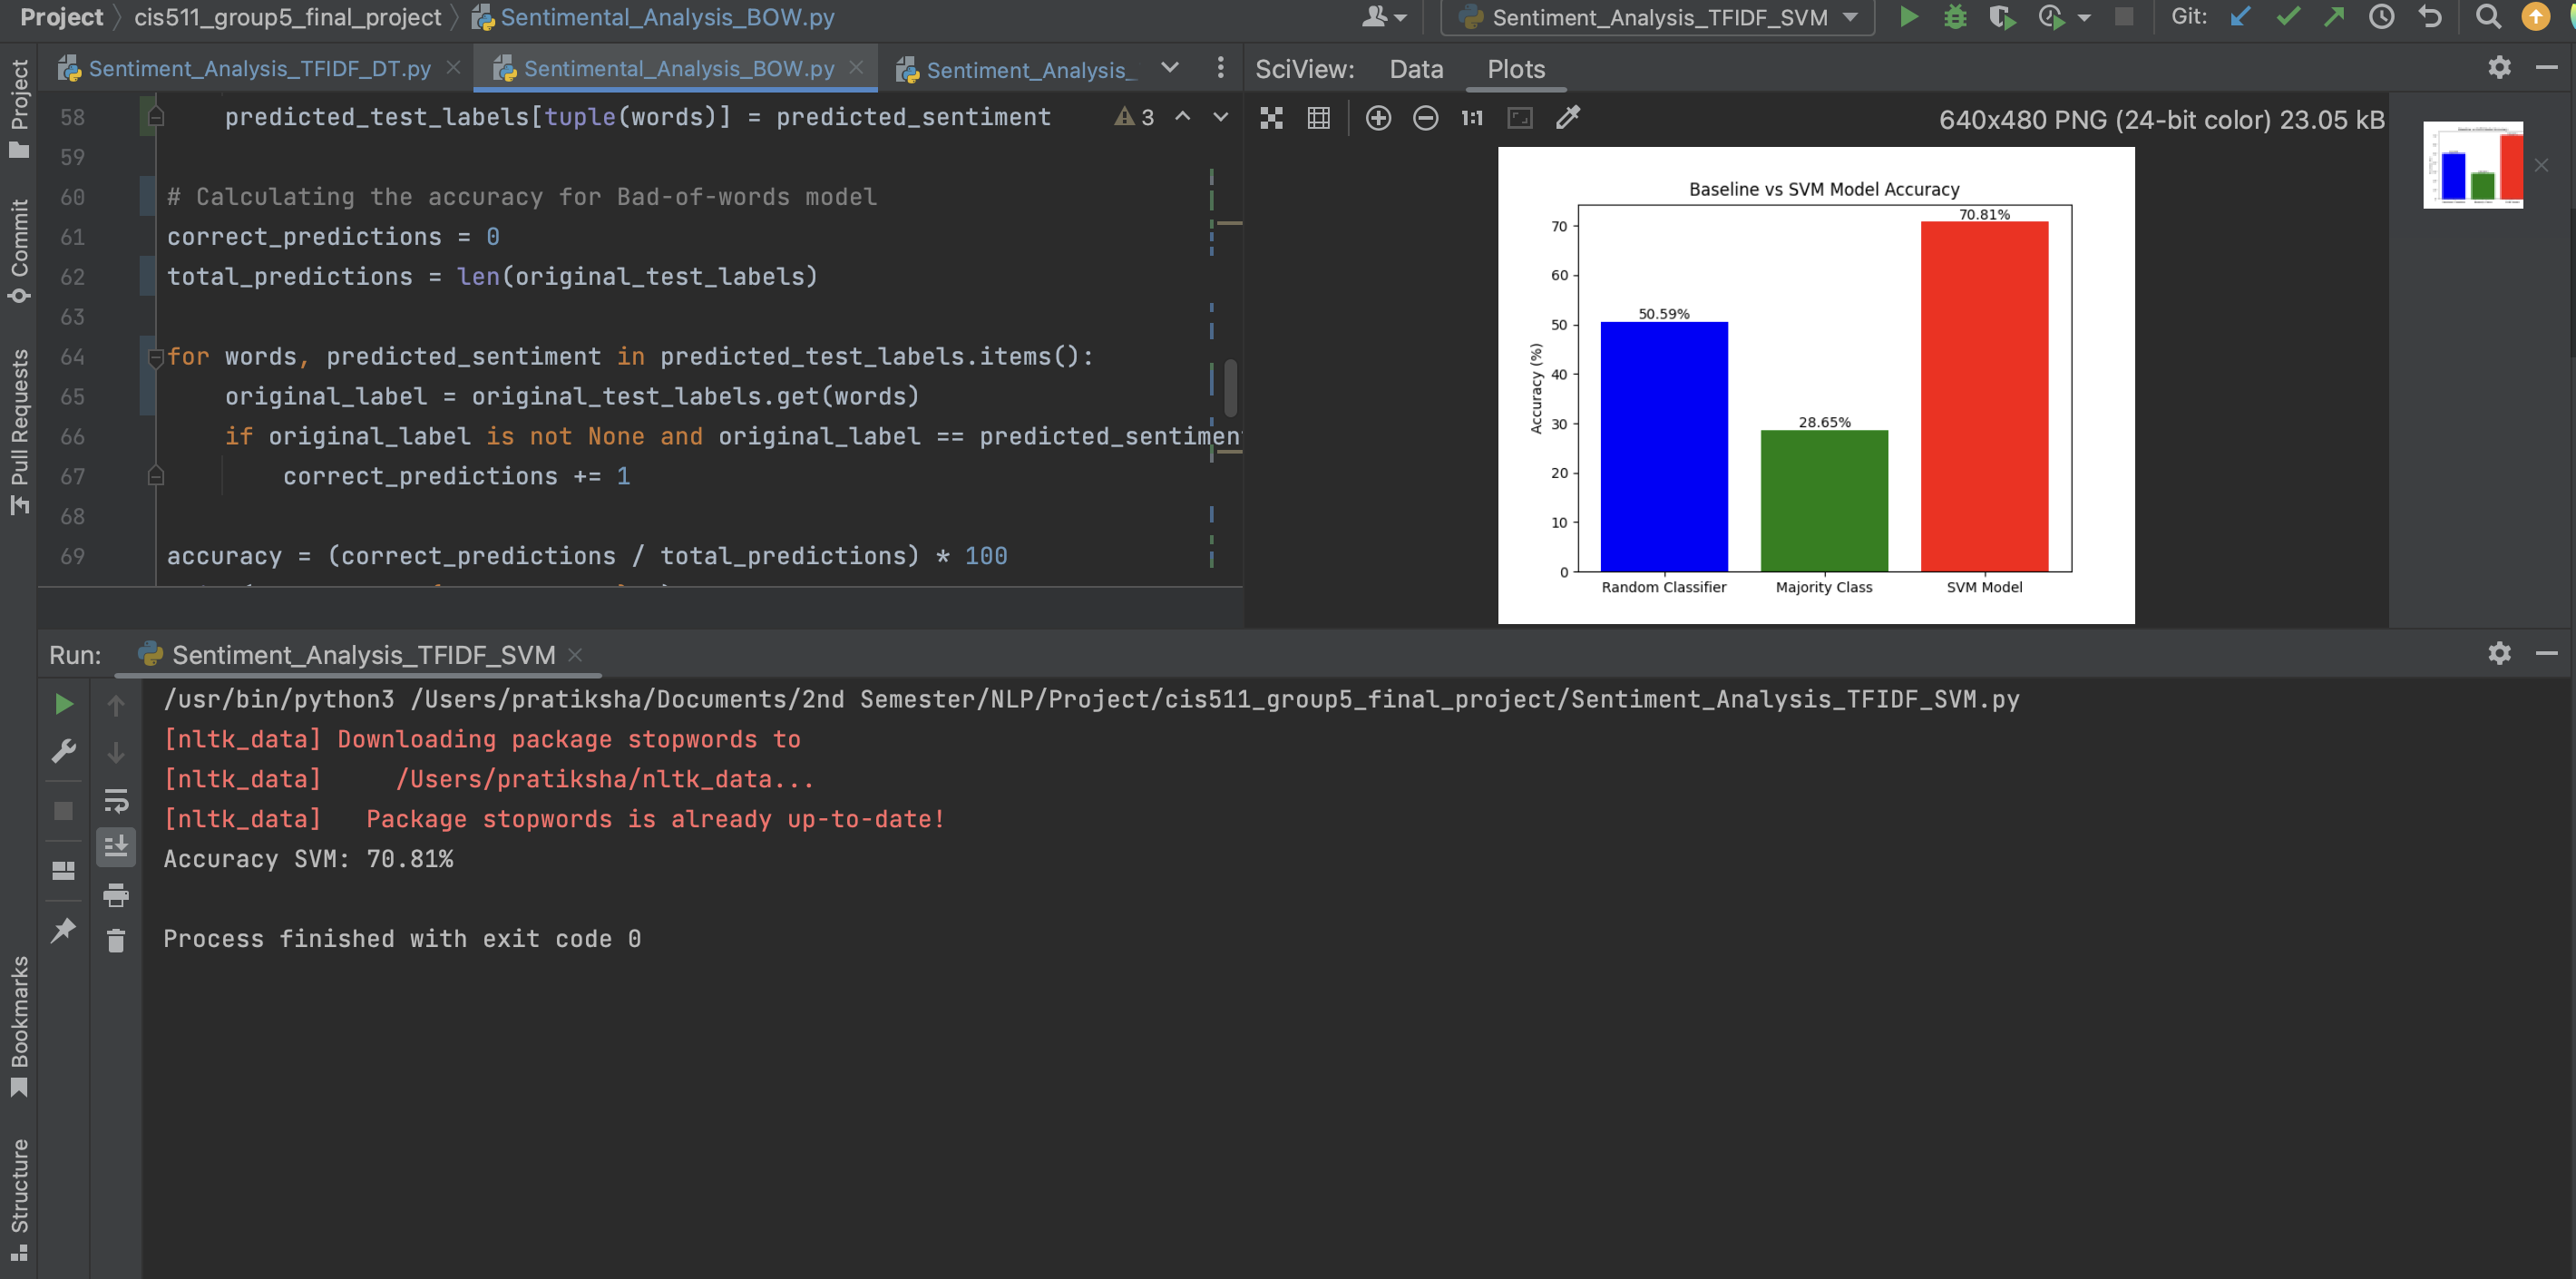 Project cis511_group5_final_project Sentimental_Analysis_BOW.py
Sentiment_Analysis_TFIDF_SVM
Git:
Sentiment_Analysis_TFIDF_DT.py
Sentimental_Analysis_BOW.py
Sentiment_Analysis_
58 predicted_test_labels[tuple(words)] = predicted_sentiment
3
59
60 # Calculating the accuracy for Bad-of-words model
61 correct_predictions = 0
62 total_predictions = len(original_test_labels)
63
64 for words, predicted_sentiment in predicted_test_labels.items():
65 original_label = original_test_labels.get(words)
66 if original_label is not None and original_label == predicted_sentimen
67 correct_predictions += 1
68
69 accuracy = (correct_predictions / total_predictions) * 100
SciView: Data Plots
1:1
640x480 PNG (24-bit color) 23.05 kB
Baseline vs SVM Model Accuracy
Accuracy (%)
70
60
50
40
30
20
10
0
50.59%
28.65%
70.81%
Random Classifier Majority Class SVM Model
Project
Commit
Pull Requests
Bookmarks
Structure
Run: Sentiment_Analysis_TFIDF_SVM
/usr/bin/python3 /Users/pratiksha/Documents/2nd Semester/NLP/Project/cis511_group5_final_project/Sentiment_Analysis_TFIDF_SVM.py
[nltk_data] Downloading package stopwords to
[nltk_data] /Users/pratiksha/nltk_data...
[nltk_data] Package stopwords is already up-to-date!
Accuracy SVM: 70.81%
Process finished with exit code 0